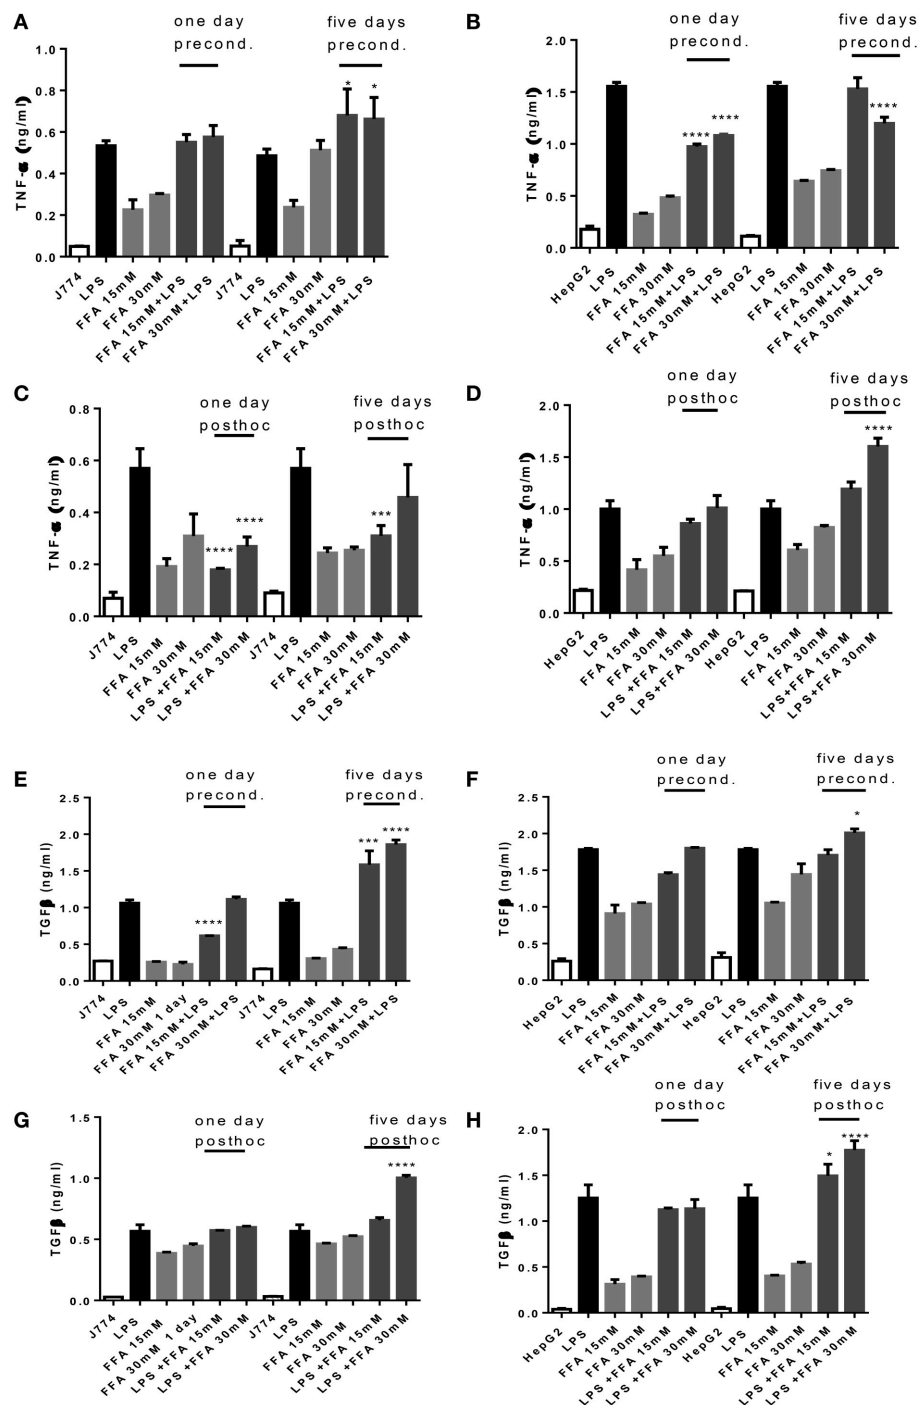 A
one day
precond.
five days
precond.
TNF-α (ng/ml)
1.0
0.8
0.6
0.4
0.2
0.0
* *
J774
LPS
FFA 15mM
FFA 30mM
FFA 15mM+LPS
FFA 30mM+LPS
J774
LPS
FFA 15mM
FFA 30mM
FFA 15mM+LPS
FFA 30mM+LPS
B
one day
precond.
five days
precond.
TNF-α (ng/ml)
2.0
1.5
1.0
0.5
0.0
**** **** ****
HepG2
LPS
FFA 15mM
FFA 30mM
FFA 15mM+LPS
FFA 30mM+LPS
HepG2
LPS
FFA 15mM
FFA 30mM
FFA 15mM+LPS
FFA 30mM+LPS
C
one day
posthoc
five days
posthoc
TNF-α (ng/ml)
0.8
0.6
0.4
0.2
0.0
**** **** ***
J774
LPS
FFA 15mM
FFA 30mM
LPS +FFA 15mM
LPS +FFA 30mM
J774
LPS
FFA 15mM
FFA 30mM
LPS +FFA 15mM
LPS +FFA 30mM
D
one day
posthoc
five days
posthoc
TNF-α (ng/ml)
2.0
1.5
1.0
0.5
0.0
****
HepG2
LPS
FFA 15mM
FFA 30mM
LPS+FFA 15mM
LPS+FFA 30mM
HepG2
LPS
FFA 15mM
FFA 30mM
LPS+FFA 15mM
LPS+FFA 30mM
E
one day
precond.
five days
precond.
TGFβ (ng/ml)
2.5
2.0
1.5
1.0
0.5
0.0
**** *** ****
J774
LPS
FFA 15mM
FFA 30mM 1 day
FFA 15mM+LPS
FFA 30mM+LPS
J774
LPS
FFA 15mM
FFA 30mM
FFA 15mM+LPS
FFA 30mM+LPS
F
one day
precond.
five days
precond.
TGFβ (ng/ml)
2.5
2.0
1.5
1.0
0.5
0.0
*
HepG2
LPS
FFA 15mM
FFA 30mM
FFA 15mM+LPS
FFA 30mM+LPS
HepG2
LPS
FFA 15mM
FFA 30mM
FFA 15mM+LPS
FFA 30mM+LPS
G
one day
posthoc
five days
posthoc
TGFβ (ng/ml)
1.5
1.0
0.5
0.0
****
J774
LPS
FFA 15mM
FFA 30mM 1 day
LPS +FFA 15mM
LPS +FFA 30mM
J774
LPS
FFA 15mM
FFA 30mM
LPS +FFA 15mM
LPS +FFA 30mM
H
one day
posthoc
five days
posthoc
TGFβ (ng/ml)
2.0
1.5
1.0
0.5
0.0
* ****
HepG2
LPS
FFA 15mM
FFA 30mM
LPS +FFA 15mM
LPS +FFA 30mM
HepG2
LPS
FFA 15mM
FFA 30mM
LPS +FFA 15mM
LPS +FFA 30mM